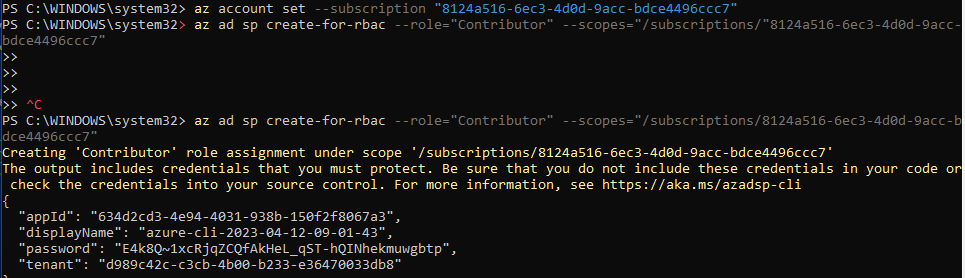 PS C:\WINDOWS\system32> az account set --subscription "8124a516-6ec3-4d0d-9acc-bdce4496ccc7"
PS C:\WINDOWS\system32> az ad sp create-for-rbac --role="Contributor" --scopes="/subscriptions/"8124a516-6ec3-4d0d-9acc-
bdce4496ccc7"
>>
>>
>>
>> ^C
PS C:\WINDOWS\system32> az ad sp create-for-rbac --role="Contributor" --scopes="/subscriptions/8124a516-6ec3-4d0d-9acc-b
dce4496ccc7"
Creating 'Contributor' role assignment under scope '/subscriptions/8124a516-6ec3-4d0d-9acc-bdce4496ccc7'
The output includes credentials that you must protect. Be sure that you do not include these credentials in your code or
 check the credentials into your source control. For more information, see https://aka.ms/azadsp-cli
{
  "appId": "634d2cd3-4e94-4031-938b-150f2f8067a3",
  "displayName": "azure-cli-2023-04-12-09-01-43",
  "password": "E4k8Q~1xcRjqZCQfAkHeL_qST-hQINhekmuwgbtp",
  "tenant": "d989c42c-c3cb-4b00-b233-e36470033db8"
}